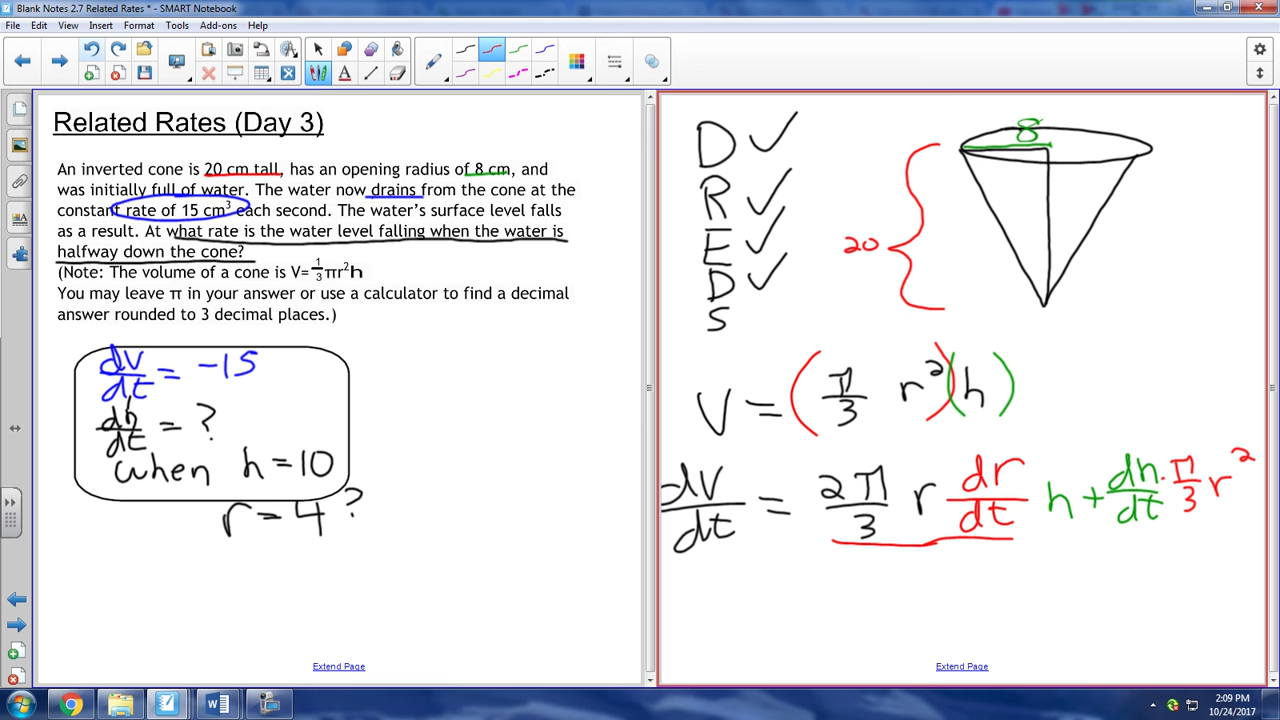 Blank Notes 2.7 Related Rates * - SMART Notebook
File Edit View Insert Format Tools Add-ons Help
Related Rates (Day 3)
An inverted cone is 20 cm tall, has an opening radius of 8 cm, and
was initially full of water. The water now drains from the cone at the
constant rate of 15 cm³ each second. The water’s surface level falls
as a result. At what rate is the water level falling when the water is
halfway down the cone?
(Note: The volume of a cone is V=1/3πr²h
You may leave π in your answer or use a calculator to find a decimal
answer rounded to 3 decimal places.)
dV/dt = -15
dh/dt = ?
when h = 10
r = 4 ?
Extend Page
D ✓
R ✓
E ✓
D ✓
S
8
20
V = (π/3 r²)(h)
dV/dt = 2π/3 r dr/dt h + dh/dt · π/3 r²
Extend Page
2:09 PM
10/24/2017